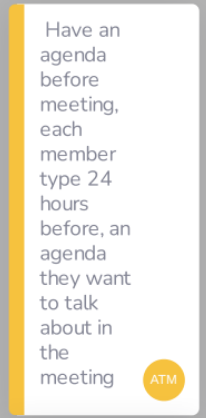 Have an
agenda
before
meeting,
each
member
type 24
hours
before, an
agenda
they want
to talk
about in
the
meeting
ATM